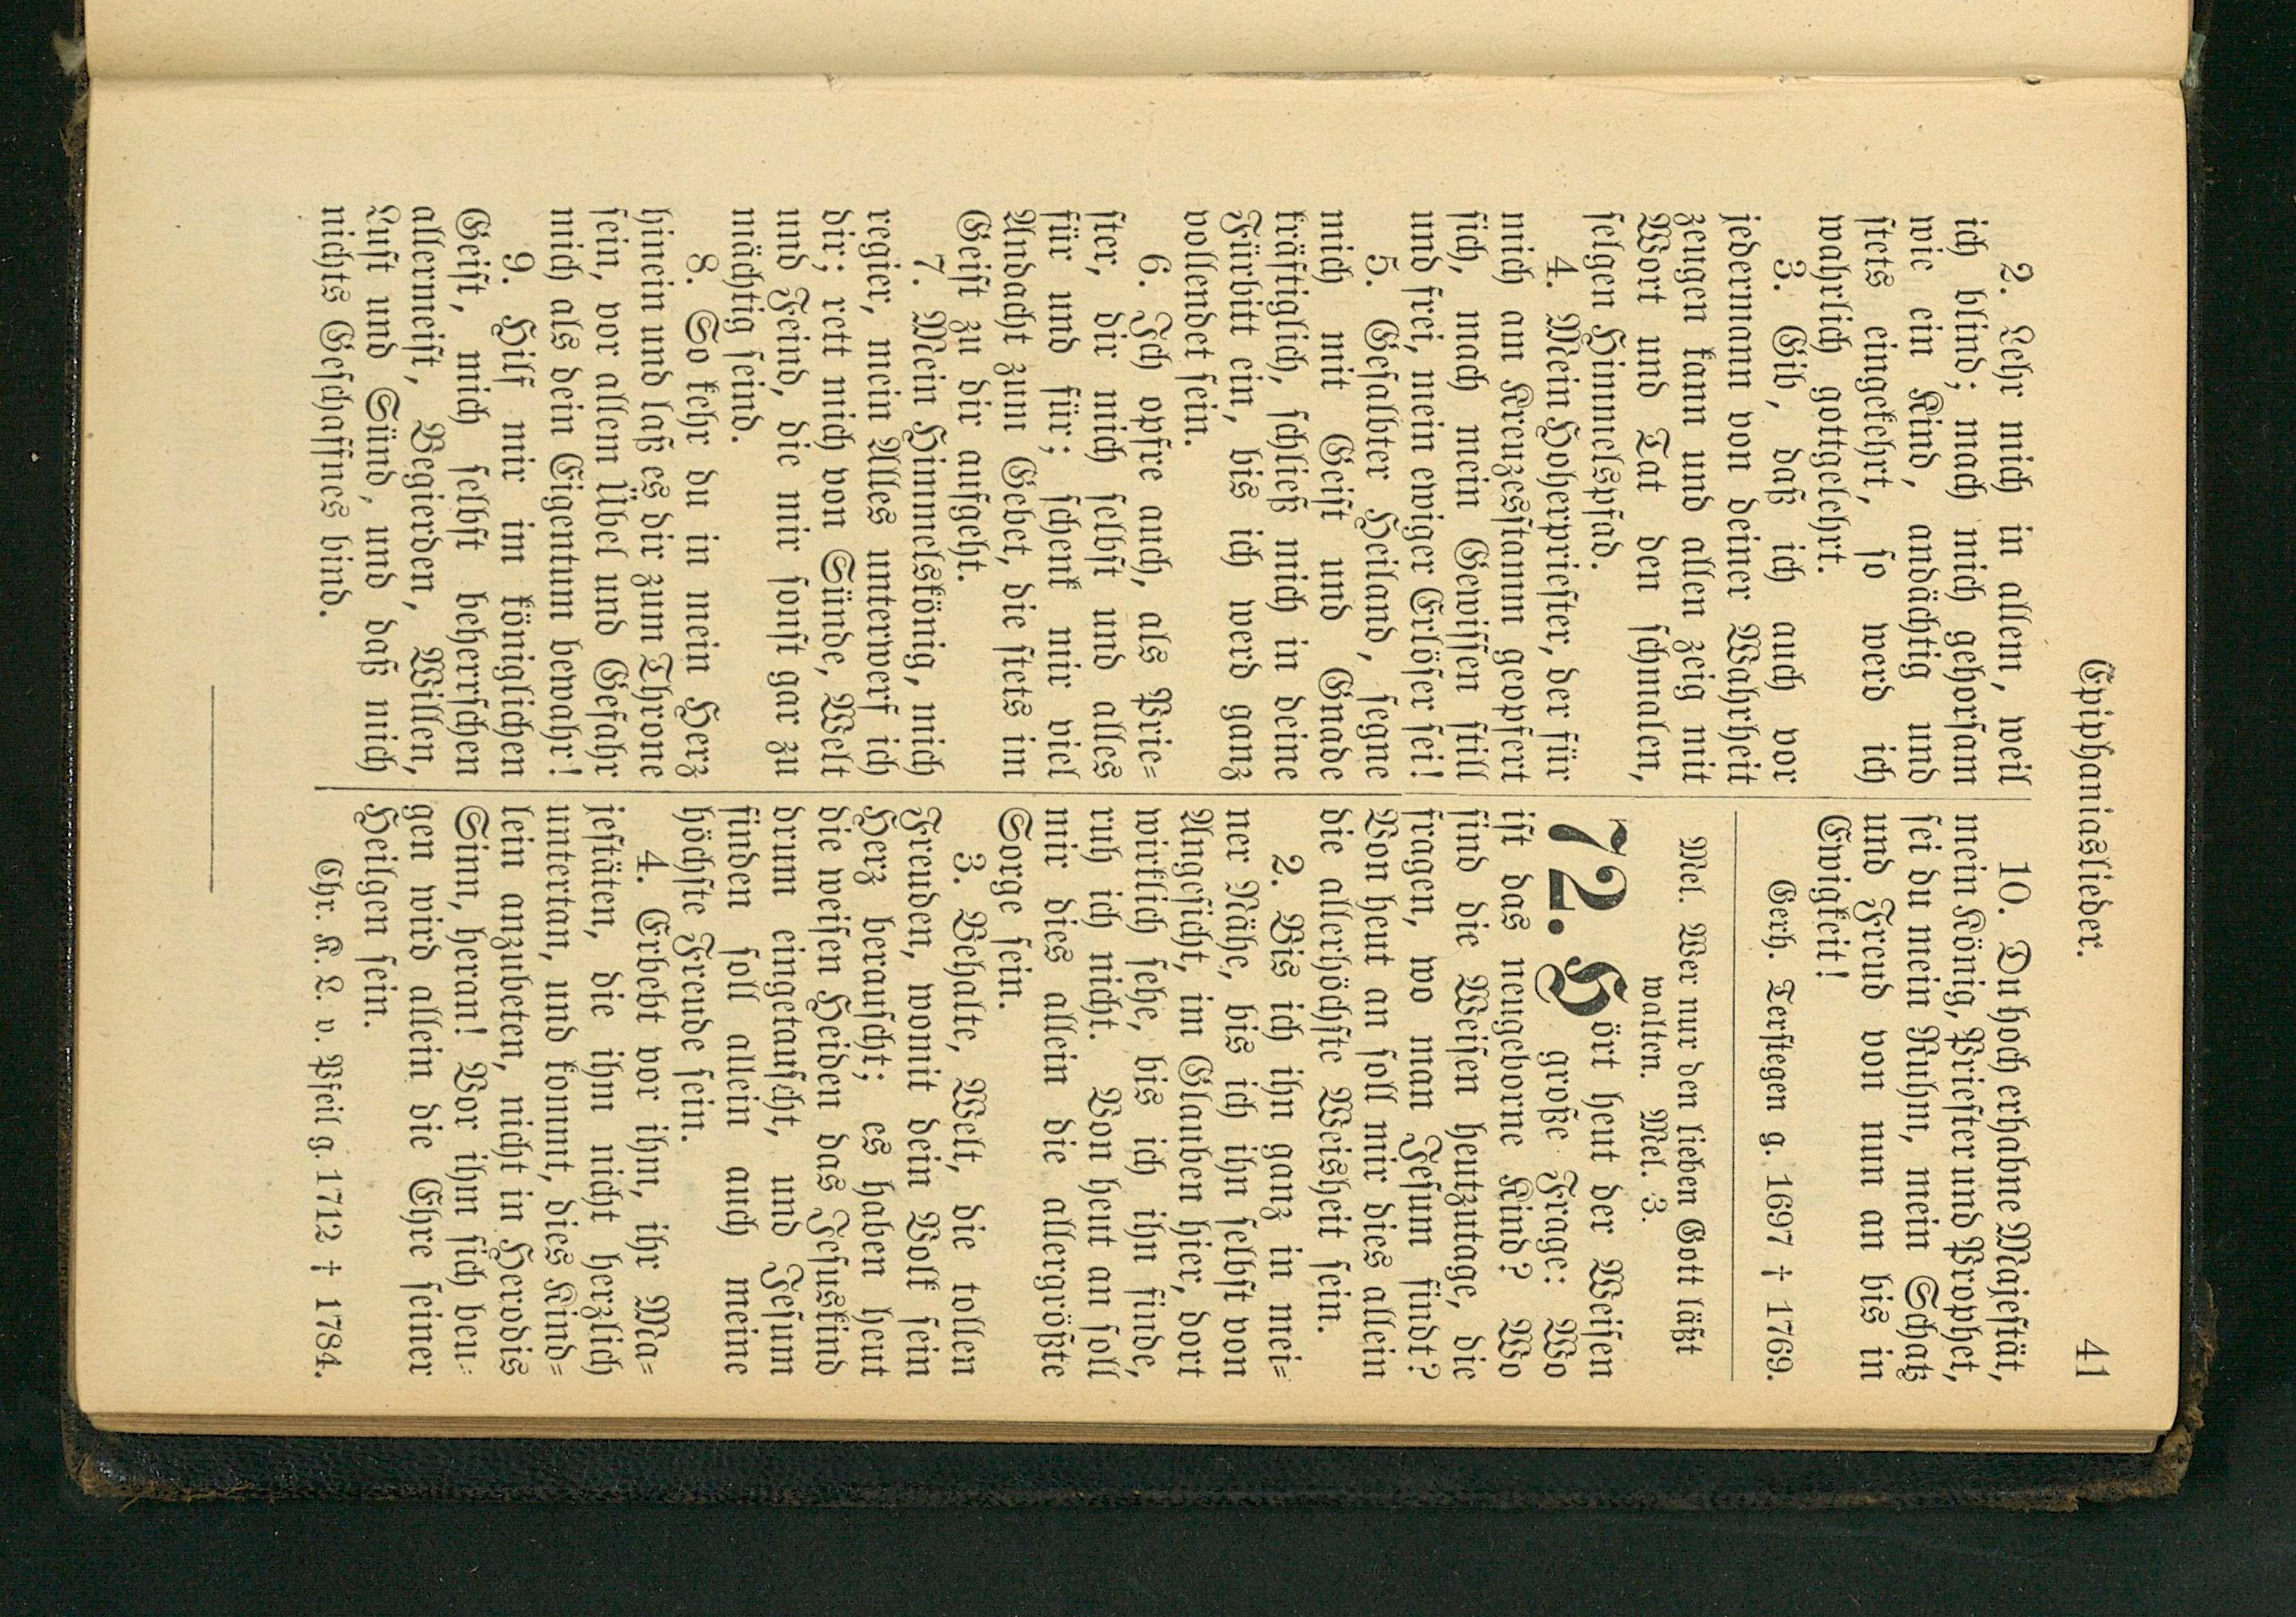 Epiphaniaslieder. 41
2. Lehr mich in allem, weil
ich blind; mach mich gehorsam
wie ein Kind, andächtig und
stets eingekehrt, so werd ich
wahrlich gottgelehrt.
3. Gib, daß ich auch vor
jedermann von deiner Wahrheit
zeugen kann und allen zeig mit
Wort und Tat den schmalen,
selgen Himmelspfad.
4. Mein Hoherpriester, der für
mich am Kreuzesstamm geopfert
sich, mach mein Gewissen still
und frei, mein ewiger Erlöser sei!
5. Gesalbter Heiland, segne
mich mit Geist und Gnade
kräftiglich, schließ mich in deine
Fürbitt ein, bis ich werd ganz
vollendet sein.
6. Ich opfre auch, als Prie-
ster, dir mich selbst und alles
für und für; schenk mir viel
Andacht zum Gebet, die stets im
Geist zu dir aufgeht.
7. Mein Himmelskönig, mich
regier, mein Alles unterwerf ich
dir; rett mich von Sünde, Welt
und Feind, die mir sonst gar zu
mächtig seind.
8. So kehr du in mein Herz
hinein und laß es dir zum Throne
sein, vor allem Übel und Gefahr
mich als dein Eigentum bewahr!
9. Hilf mir im königlichen
Geist, mich selbst beherrschen
allermeist, Begierden, Willen,
Lust und Sünd, und daß mich
nichts Geschaffnes bind.
10. Du hoch erhabne Majestät,
mein König, Priester und Prophet,
sei du mein Ruhm, mein Schatz
und Freud von nun an bis in
Ewigkeit!
Gerh. Terstegen g. 1697 † 1769.
Mel. Wer nur den lieben Gott läßt
walten. Mel. 3.
72. Hört heut der Weisen
große Frage: Wo
ist das neugeborne Kind? Wo
sind die Weisen heutzutage, die
fragen, wo man Jesum findt?
Von heut an soll mir dies allein
die allerhöchste Weisheit sein.
2. Bis ich ihn ganz in mei-
ner Nähe, bis ich ihn selbst von
Angesicht, im Glauben hier, dort
wirklich sehe, bis ich ihn finde,
ruh ich nicht. Von heut an soll
mir dies allein die allergrößte
Sorge sein.
3. Behalte, Welt, die tollen
Freuden, womit dein Volk sein
Herz berauscht; es haben heut
die weisen Heiden das Jesuskind
drum eingetauscht, und Jesum
finden soll allein auch meine
höchste Freude sein.
4. Erbebt vor ihm, ihr Ma-
jestäten, die ihm nicht herzlich
untertan, und kommt, dies Kind-
lein anzubeten, nicht in Herodis
Sinn, heran! Vor ihm sich beu-
gen wird allein die Ehre seiner
Heilgen sein.
Chr. K. L. v. Pfeil g. 1712 † 1784.